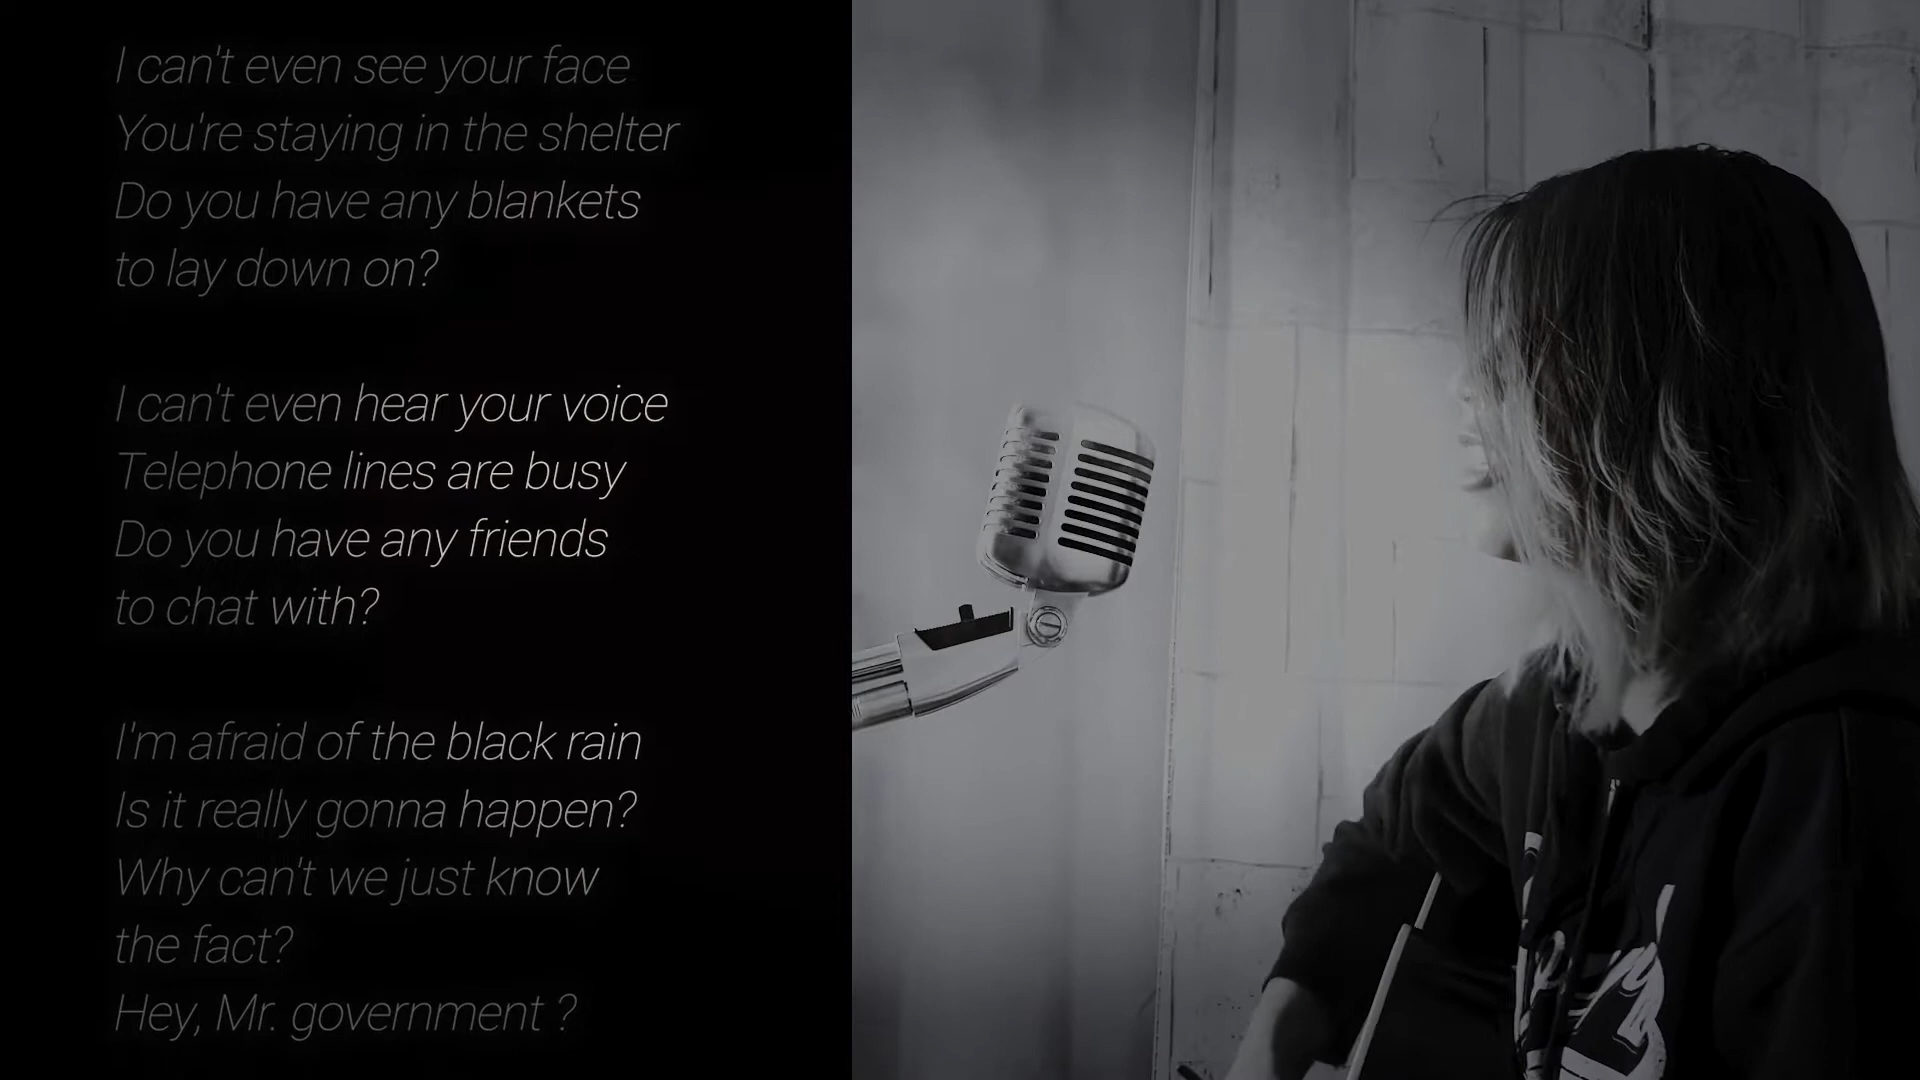 I can't even see your face
You're staying in the shelter
Do you have any blankets
to lay down on?
I can't even hear your voice
Telephone lines are busy
Do you have any friends
to chat with?
I'm afraid of the black rain
Is it really gonna happen?
Why can't we just know
the fact?
Hey, Mr. government ?